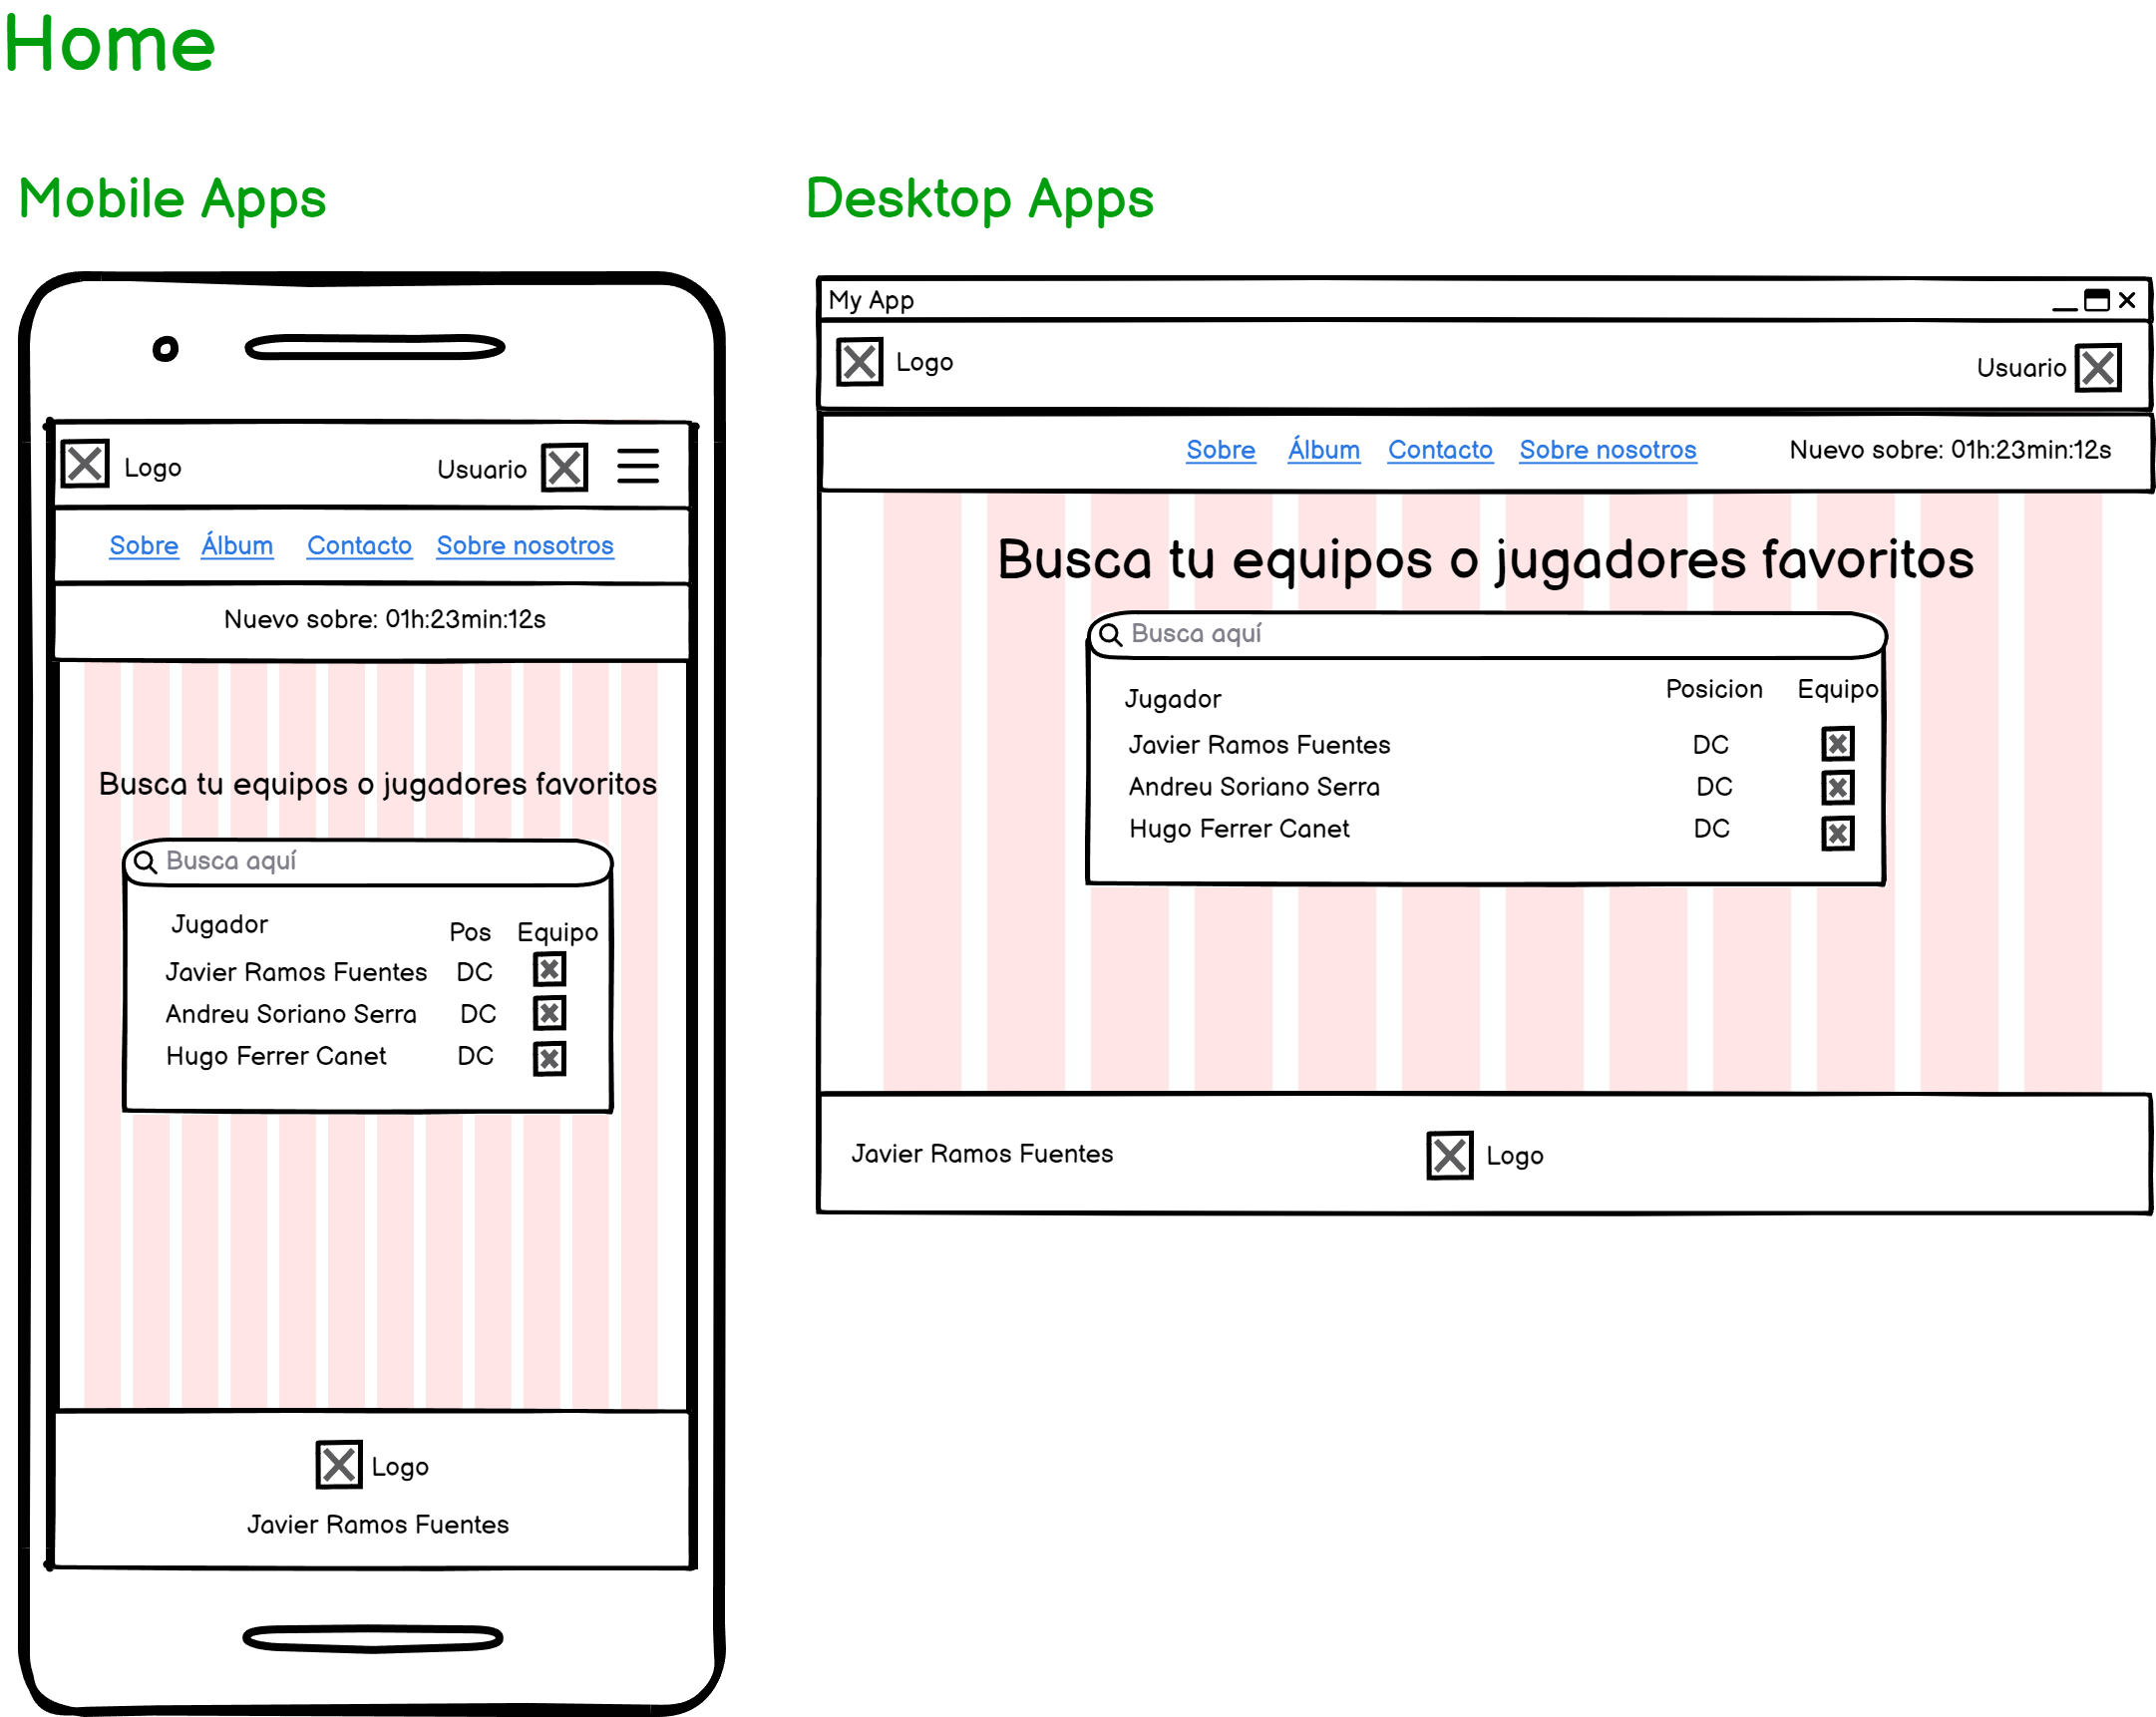 Home
Mobile Apps
Logo
Usuario
Sobre Álbum Contacto Sobre nosotros
Nuevo sobre: 01h:23min:12s
Busca tu equipos o jugadores favoritos
Busca aquí
Jugador Pos Equipo
Javier Ramos Fuentes DC
Andreu Soriano Serra DC
Hugo Ferrer Canet DC
Logo
Javier Ramos Fuentes
Desktop Apps
My App
Logo
Usuario
Sobre Álbum Contacto Sobre nosotros Nuevo sobre: 01h:23min:12s
Busca tu equipos o jugadores favoritos
Busca aquí
Jugador Posicion Equipo
Javier Ramos Fuentes DC
Andreu Soriano Serra DC
Hugo Ferrer Canet DC
Javier Ramos Fuentes Logo